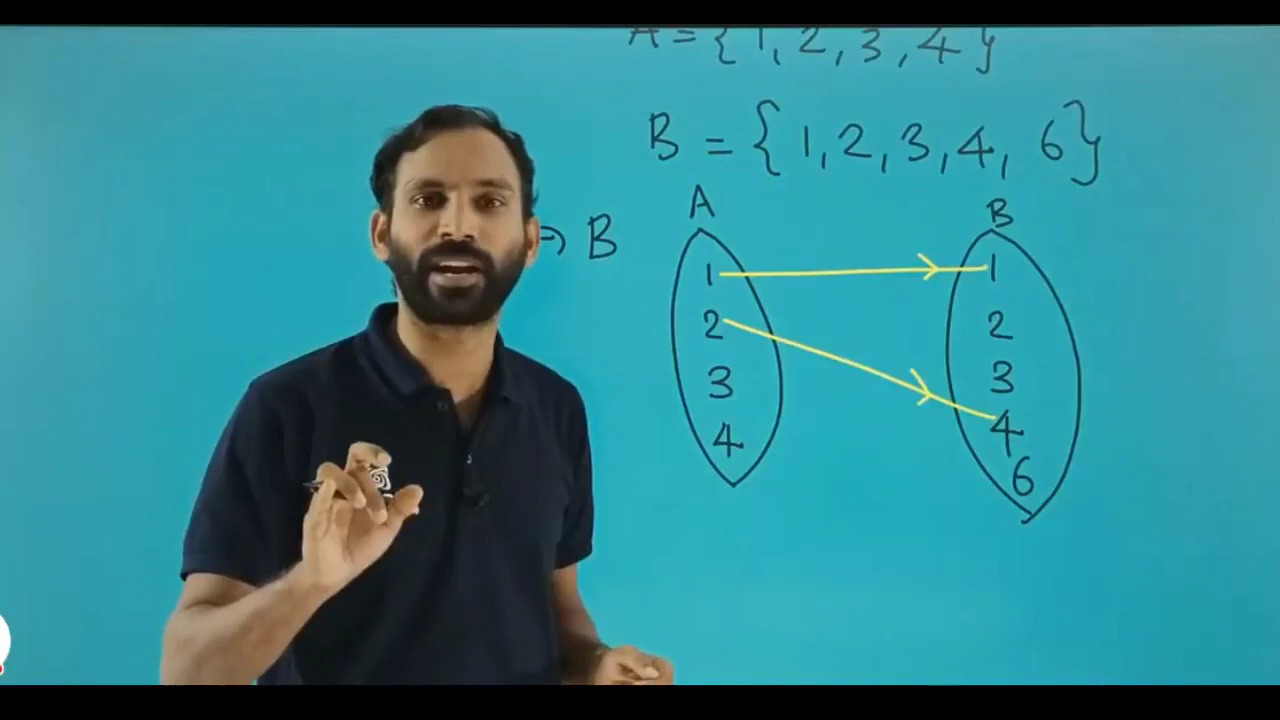 A = {1, 2, 3, 4}
B = {1, 2, 3, 4, 6}
→ B
A B
1 1
2 2
3 3
4 4
6